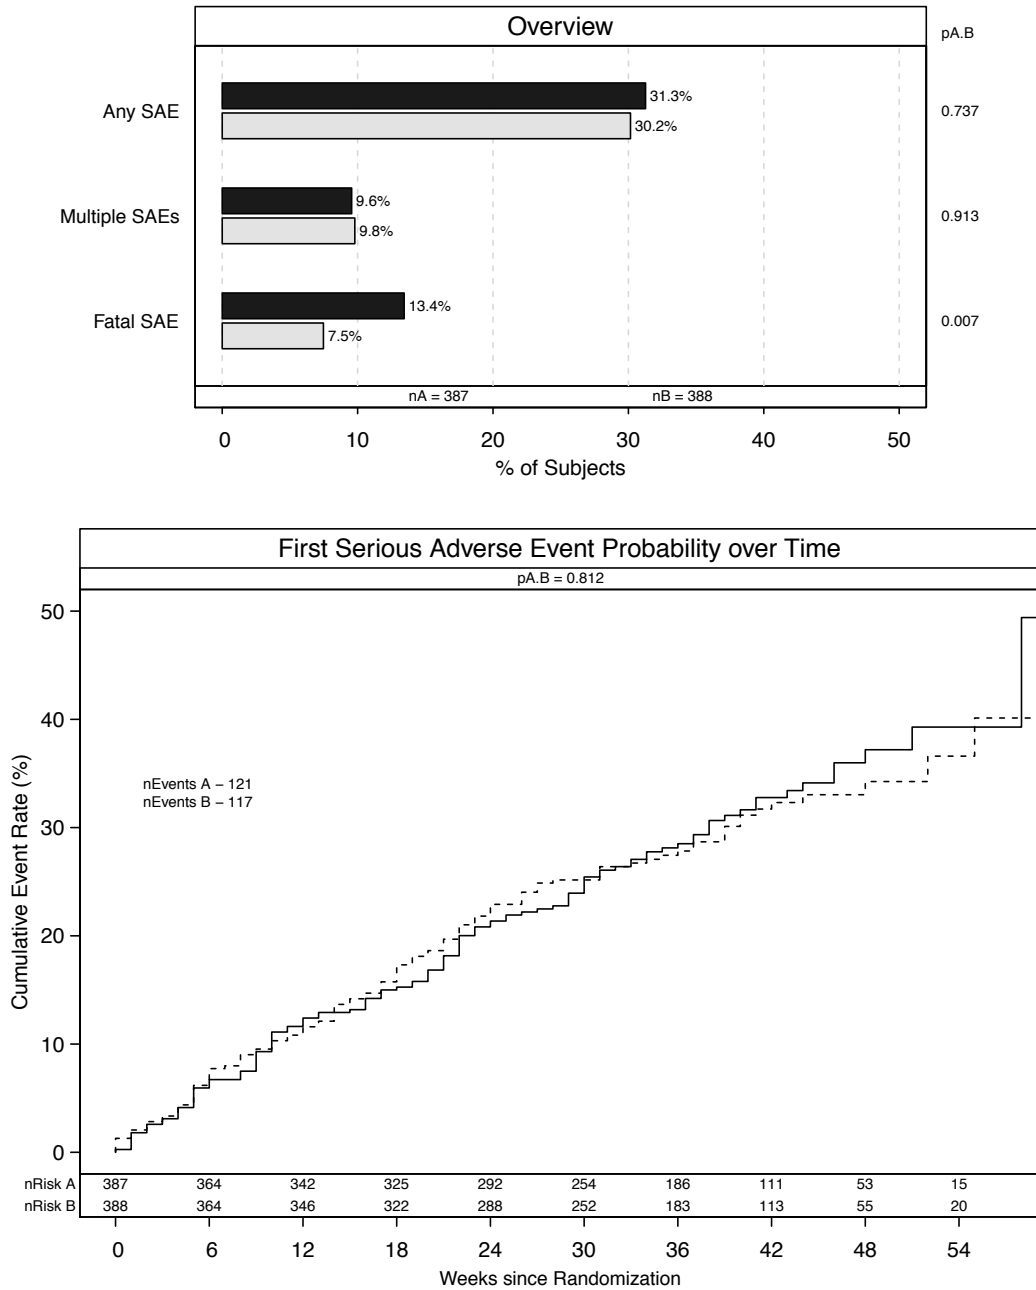 Overview
pA.B
Any SAE
31.3%
30.2%
0.737
Multiple SAEs
9.6%
9.8%
0.913
Fatal SAE
13.4%
7.5%
0.007
nA = 387 nB = 388
0 10 20 30 40 50
% of Subjects
First Serious Adverse Event Probability over Time
pA.B = 0.812
50
40
30
20
10
0
Cumulative Event Rate (%)
nEvents A – 121
nEvents B – 117
nRisk A 387 364 342 325 292 254 186 111 53 15
nRisk B 388 364 346 322 288 252 183 113 55 20
0 6 12 18 24 30 36 42 48 54
Weeks since Randomization